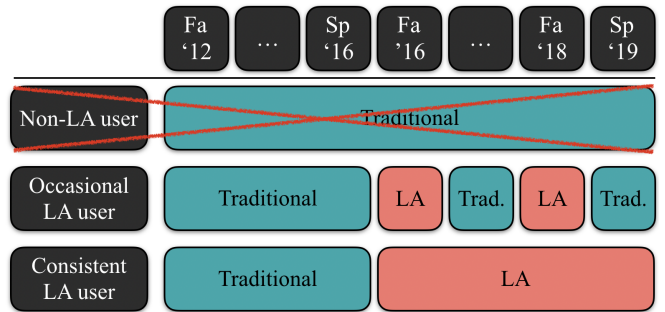 Fa ‘12
…
Sp ‘16
Fa ’16
…
Fa ‘18
Sp ‘19
Non-LA user
Traditional
Occasional LA user
Traditional
LA
Trad.
LA
Trad.
Consistent LA user
Traditional
LA